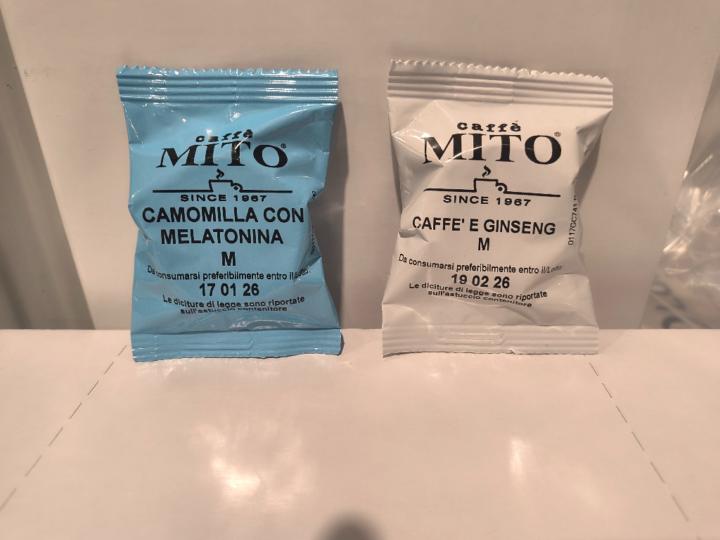 caffè
MITO®
SINCE 1967
CAMOMILLA CON
MELATONINA
M
Da consumarsi preferibilmente entro il/Lotto:
17 01 26
Le diciture di legge sono riportate
sull'astuccio contenitore
caffè
MITO®
SINCE 1967
CAFFE' E GINSENG
M
Da consumarsi preferibilmente entro il/Lotto:
19 02 26
Le diciture di legge sono riportate
sull'astuccio contenitore